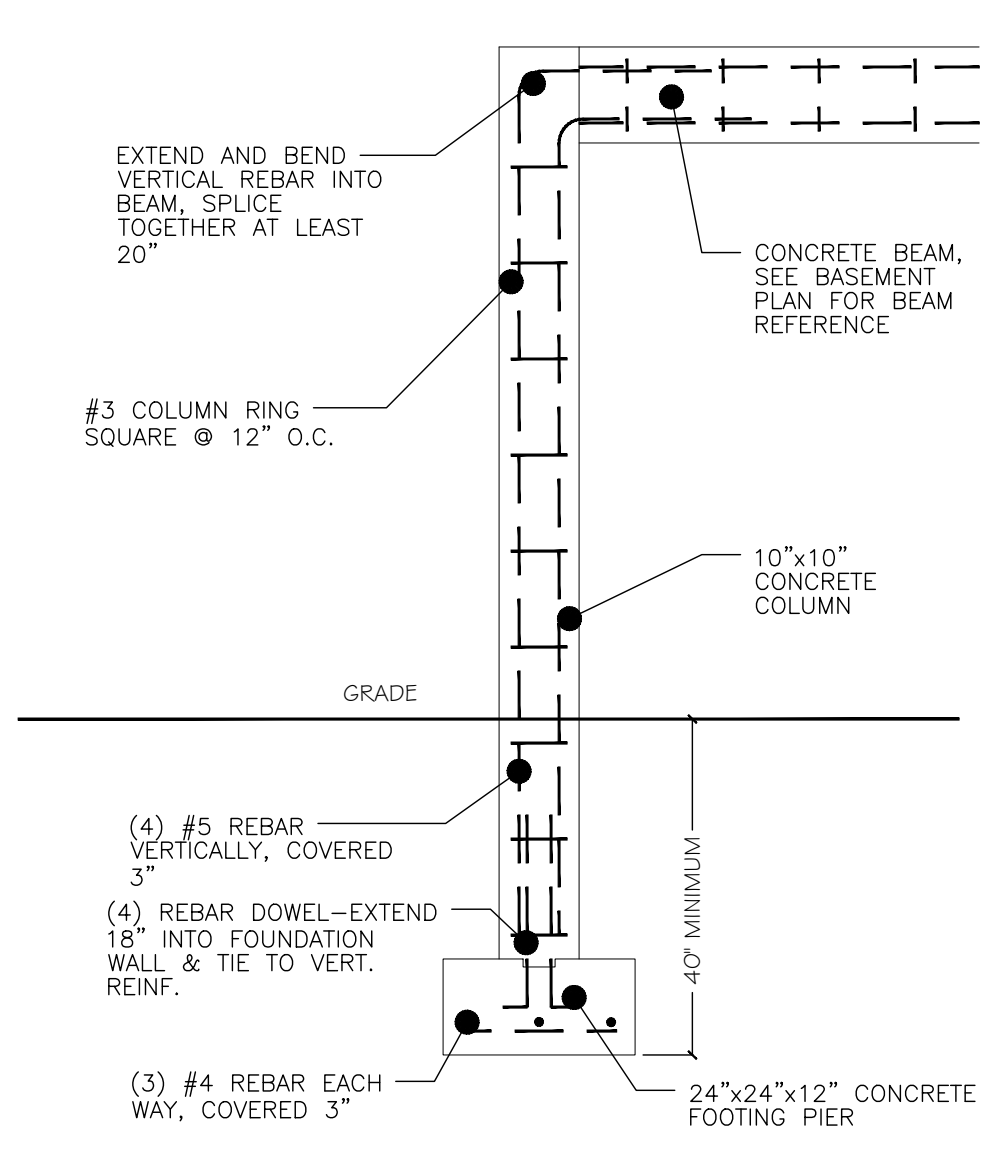 EXTEND AND BEND
VERTICAL REBAR INTO
BEAM, SPLICE
TOGETHER AT LEAST
20”
CONCRETE BEAM,
SEE BASEMENT
PLAN FOR BEAM
REFERENCE
#3 COLUMN RING
SQUARE @ 12” O.C.
10”x10”
CONCRETE
COLUMN
GRADE
(4) #5 REBAR
VERTICALLY, COVERED
3”
40" MINIMUM
(4) REBAR DOWEL–EXTEND
18” INTO FOUNDATION
WALL & TIE TO VERT.
REINF.
(3) #4 REBAR EACH
WAY, COVERED 3”
24”x24”x12” CONCRETE
FOOTING PIER